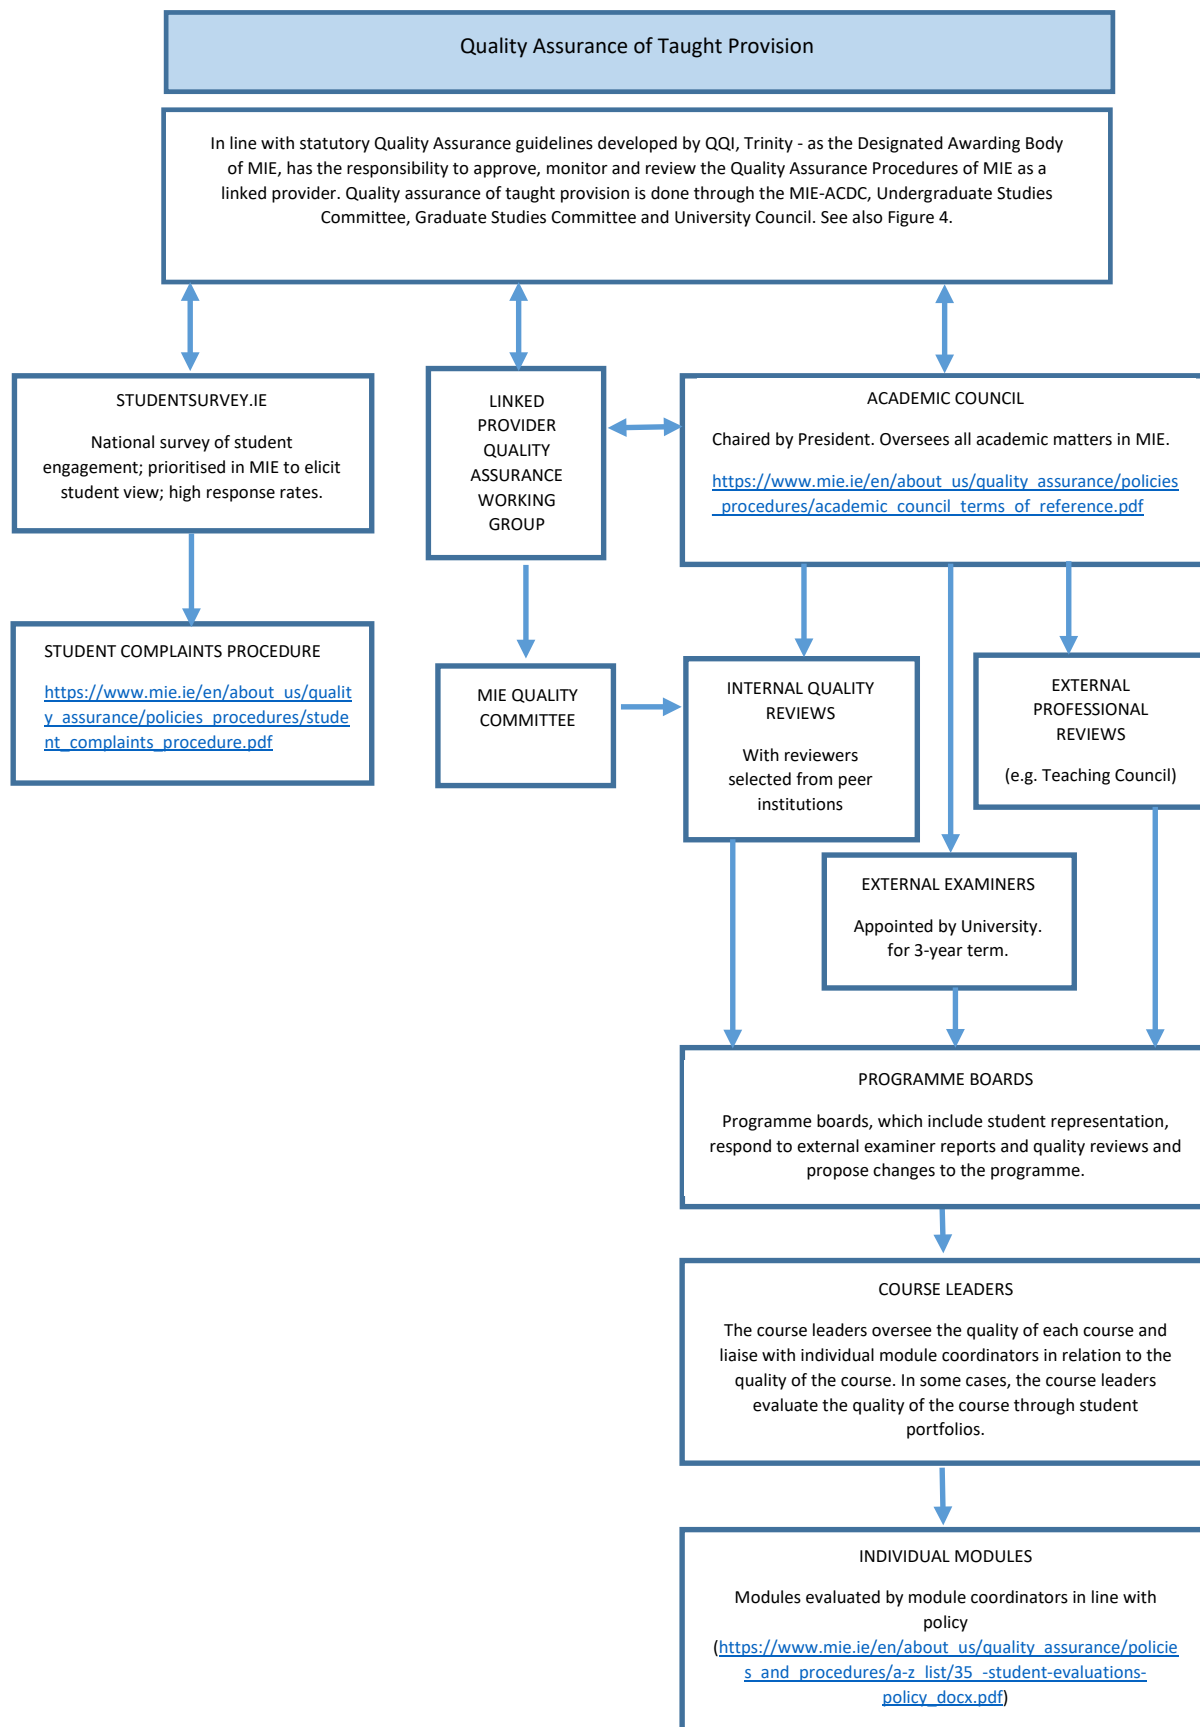 Quality Assurance of Taught Provision
In line with statutory Quality Assurance guidelines developed by QQI, Trinity - as the Designated Awarding Body
of MIE, has the responsibility to approve, monitor and review the Quality Assurance Procedures of MIE as a
linked provider. Quality assurance of taught provision is done through the MIE-ACDC, Undergraduate Studies
Committee, Graduate Studies Committee and University Council. See also Figure 4.
STUDENTSURVEY.IE
National survey of student
engagement; prioritised in MIE to elicit
student view; high response rates.
LINKED
PROVIDER
QUALITY
ASSURANCE
WORKING
GROUP
ACADEMIC COUNCIL
Chaired by President. Oversees all academic matters in MIE.
https://www.mie.ie/en/about_us/quality_assurance/policies
_procedures/academic_council_terms_of_reference.pdf
STUDENT COMPLAINTS PROCEDURE
https://www.mie.ie/en/about_us/qualit
y_assurance/policies_procedures/stude
nt_complaints_procedure.pdf
MIE QUALITY
COMMITTEE
INTERNAL QUALITY
REVIEWS
With reviewers
selected from peer
institutions
EXTERNAL
PROFESSIONAL
REVIEWS
(e.g. Teaching Council)
EXTERNAL EXAMINERS
Appointed by University.
for 3-year term.
PROGRAMME BOARDS
Programme boards, which include student representation,
respond to external examiner reports and quality reviews and
propose changes to the programme.
COURSE LEADERS
The course leaders oversee the quality of each course and
liaise with individual module coordinators in relation to the
quality of the course. In some cases, the course leaders
evaluate the quality of the course through student
portfolios.
INDIVIDUAL MODULES
Modules evaluated by module coordinators in line with
policy
(https://www.mie.ie/en/about_us/quality_assurance/policie
s_and_procedures/a-z_list/35_-student-evaluations-
policy_docx.pdf)